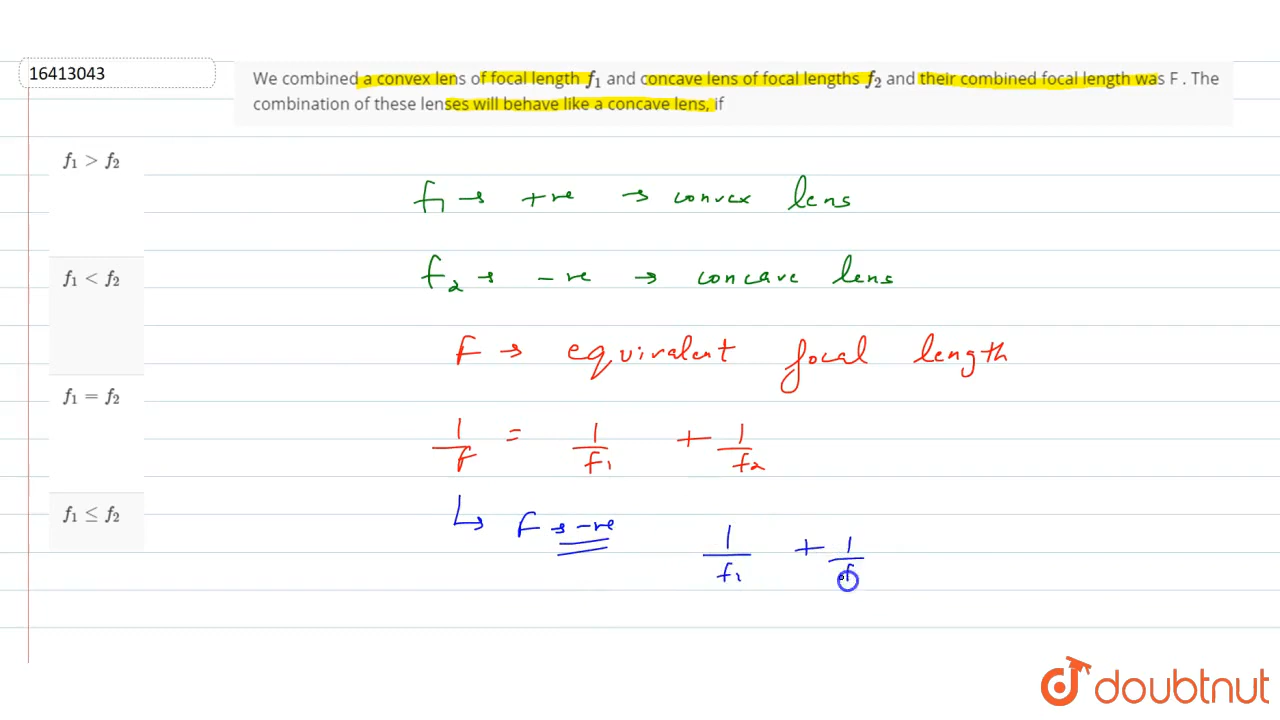 16413043
We combined a convex lens of focal length f₁ and concave lens of focal lengths f₂ and their combined focal length was F . The
combination of these lenses will behave like a concave lens, if
f₁ > f₂
f₁ < f₂
f₁ = f₂
f₁ ≤ f₂
f₁ → +ve → convex lens
f₂ → -ve → concave lens
F → equivalent focal length
1/F = 1/f₁ + 1/f₂
↳ F → -ve
1/f₁ + 1/f
doubtnut